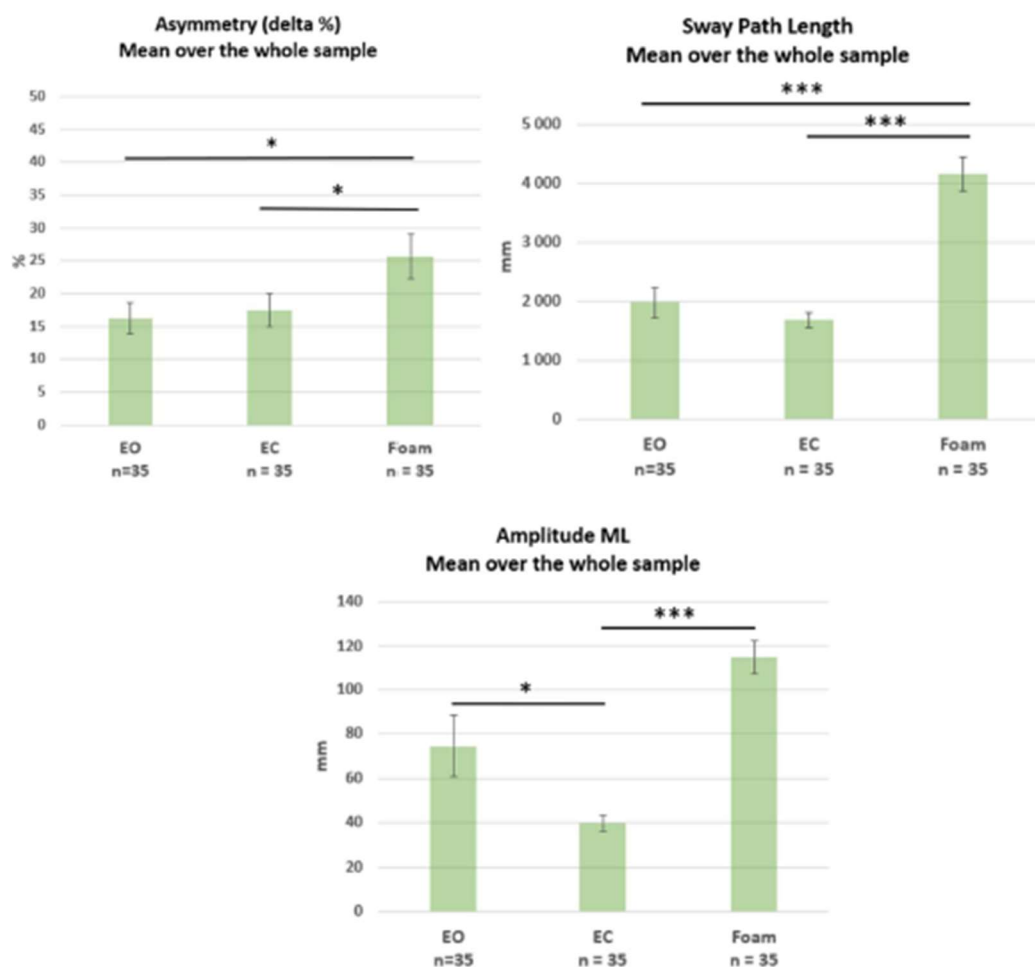 Asymmetry (delta %)
Mean over the whole sample
50
45
40
35
30
25
20
15
10
5
0
%
*
*
EO
EC
Foam
n=35
n = 35
n = 35
Sway Path Length
Mean over the whole sample
***
***
5 000
4 000
3 000
2 000
1 000
0
mm
EO
EC
Foam
n=35
n = 35
n = 35
Amplitude ML
Mean over the whole sample
140
120
100
80
60
40
20
0
mm
***
*
EO
EC
Foam
n=35
n = 35
n = 35